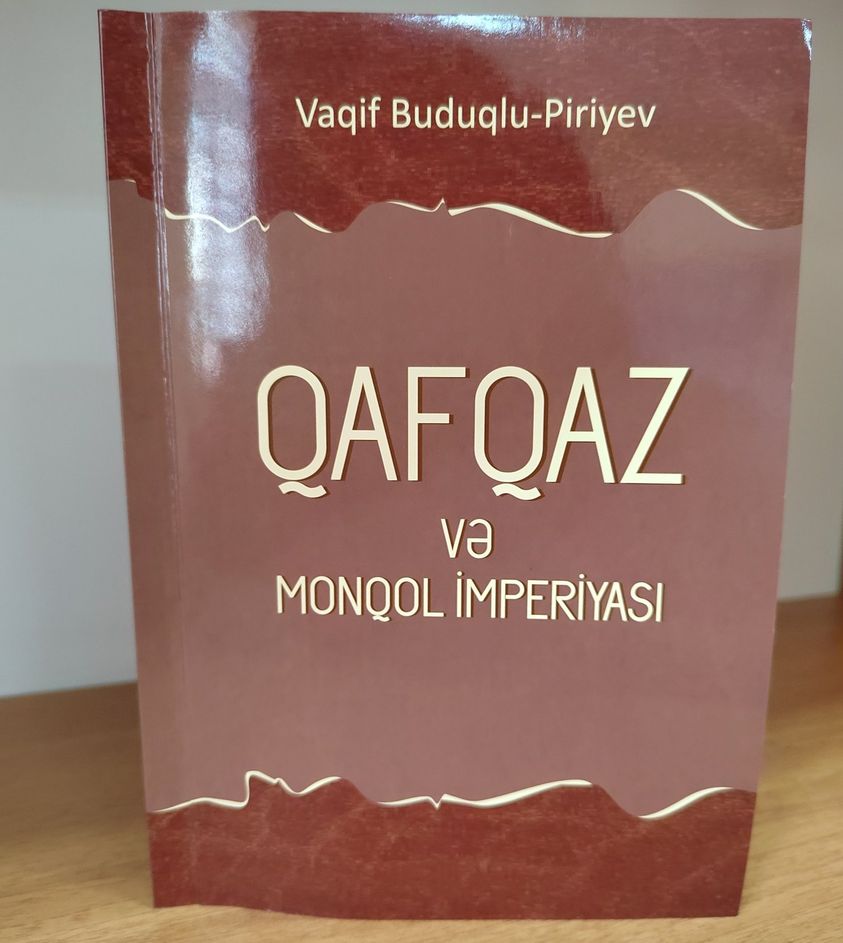 Vaqif Buduqlu-Piriyev
QAFQAZ
və
MONQOL İMPERİYASI